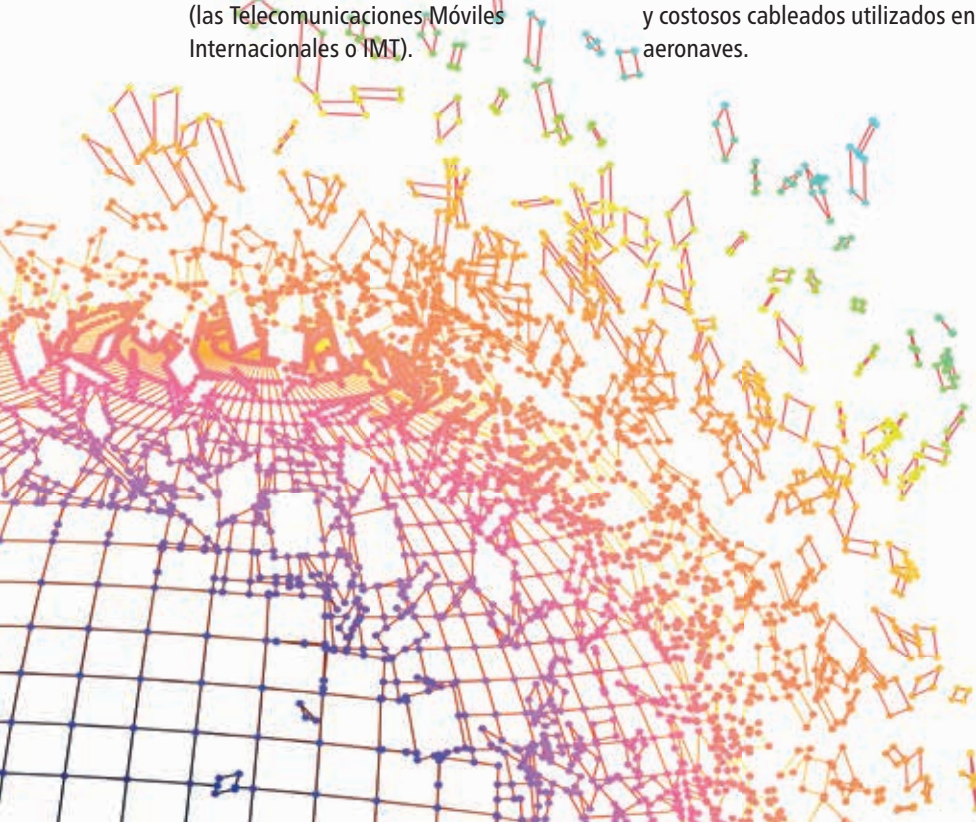 (las Telecomunicaciones Móviles
Internacionales o IMT).
y costosos cableados utilizados en
aeronaves.